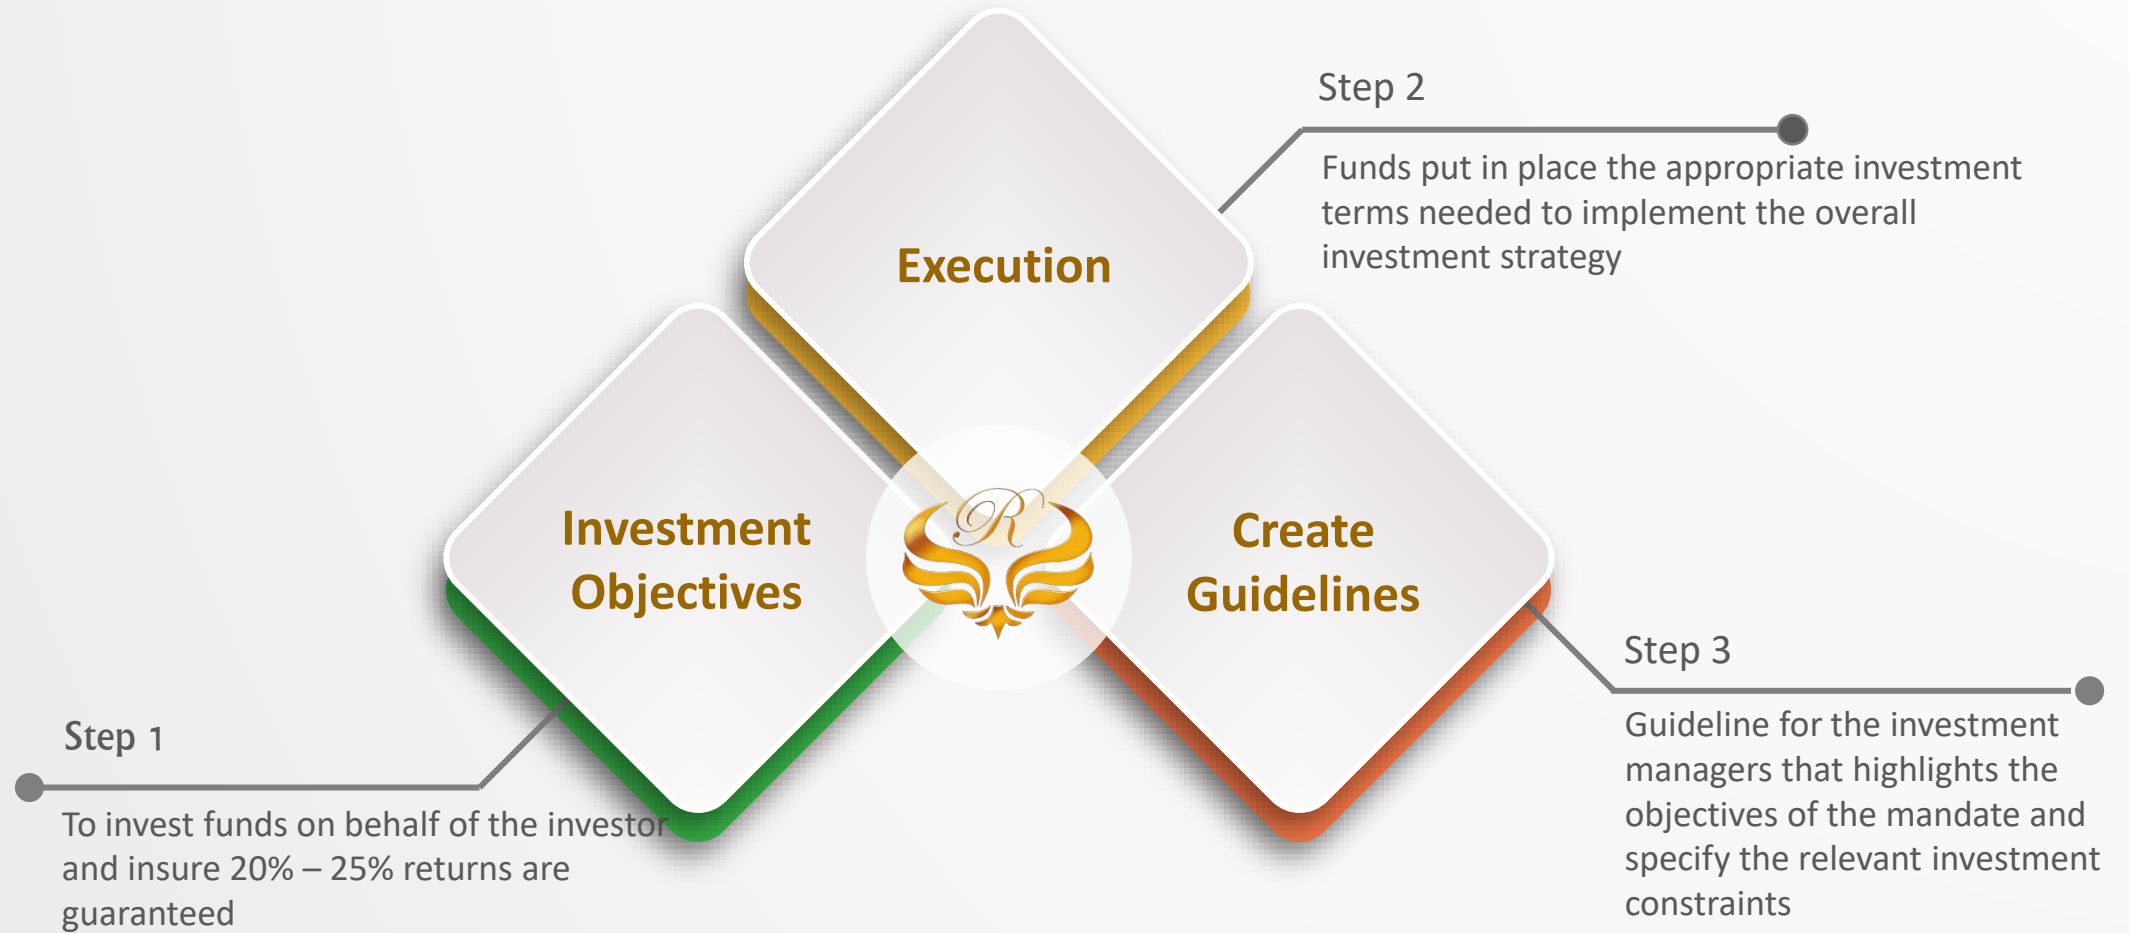 Step 2
Funds put in place the appropriate investment
terms needed to implement the overall
investment strategy
Execution
Investment
Objectives
R
Create
Guidelines
Step 3
Guideline for the investment
managers that highlights the
objectives of the mandate and
specify the relevant investment
constraints
Step 1
To invest funds on behalf of the investor
and insure 20% – 25% returns are
guaranteed